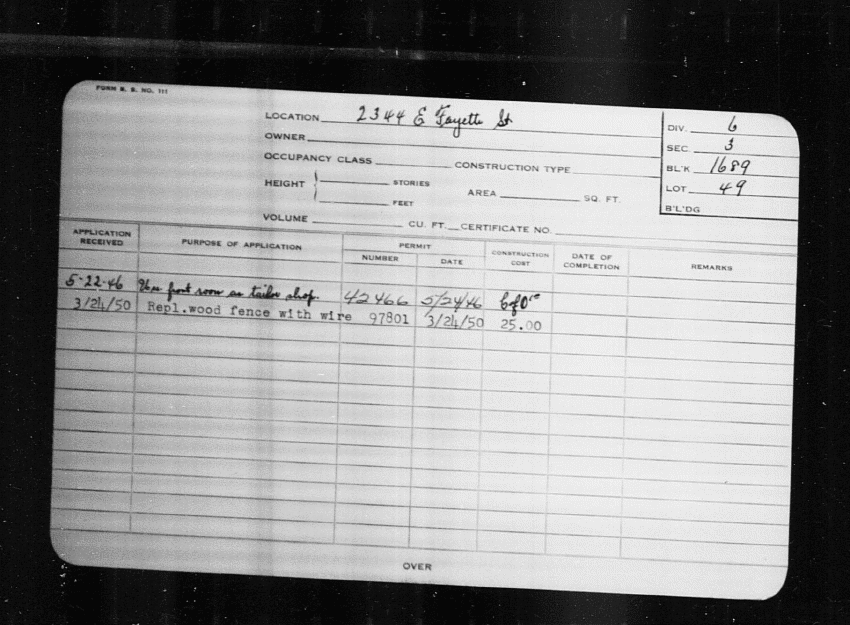 FORM B. S. NO. 111
LOCATION 2344 E Fayette St
OWNER
OCCUPANCY CLASS CONSTRUCTION TYPE
HEIGHT STORIES
FEET
AREA SQ. FT.
VOLUME CU. FT. CERTIFICATE NO.
DIV. 6
SEC. 3
BL'K 1689
LOT 49
B'L'DG
APPLICATION RECEIVED PURPOSE OF APPLICATION PERMIT NUMBER DATE CONSTRUCTION COST DATE OF COMPLETION REMARKS
5-22-46 Use front room as tailor shop. 42466 5/24/46
3/24/50 Repl.wood fence with wire 97801 3/24/50 25.00
OVER